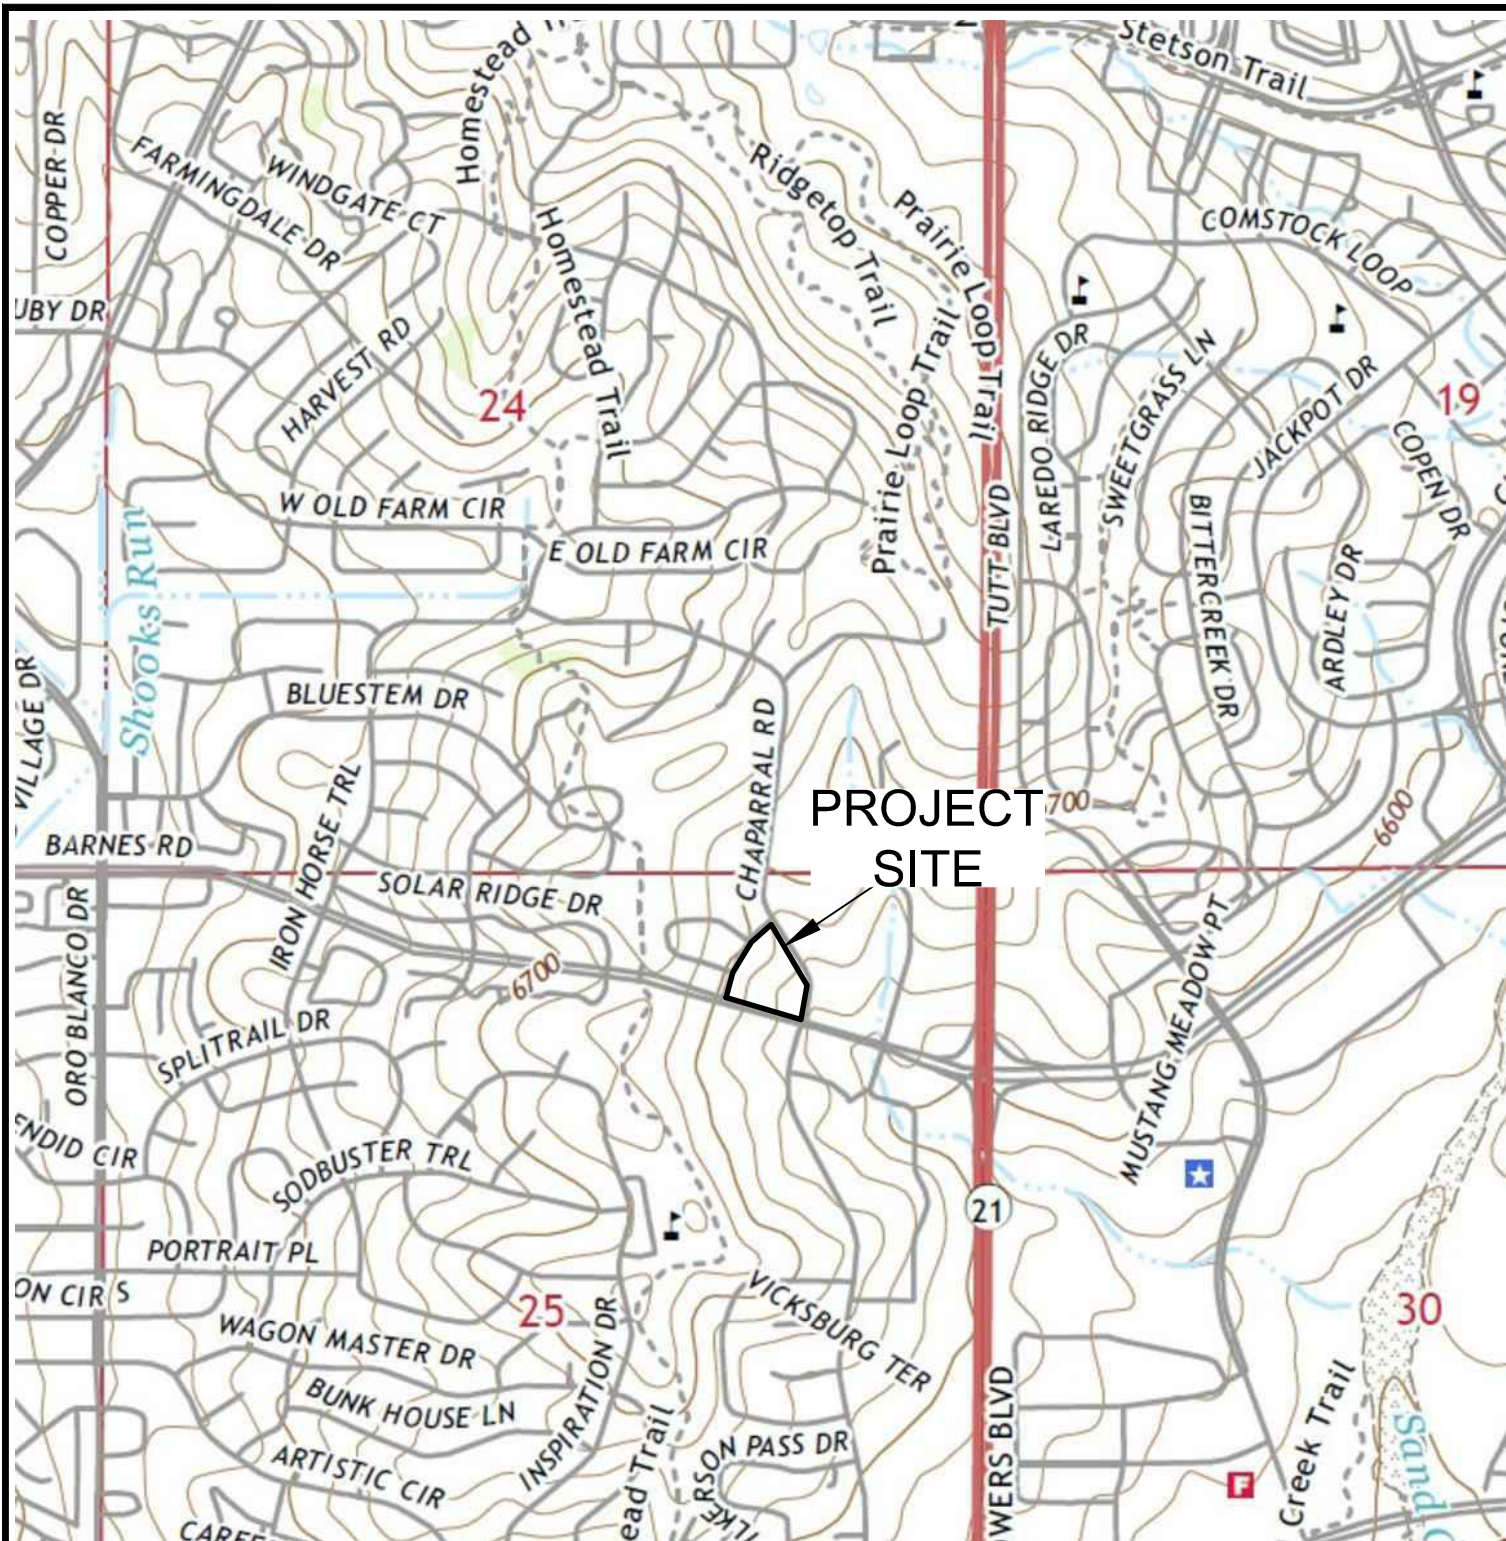 Homestead
Stetson Trail
COPPER DR
FARMINGDALE DR
WINDGATE CT
Ridgetop Trail
Prairie Loop Trail
COMSTOCK LOOP
Homestead Trail
UBY DR
HARVEST RD
24
Prairie Loop Trail
LAREDO RIDGE DR
SWEETGRASS LN
JACKPOT DR
19
COPEN DR
W OLD FARM CIR
E OLD FARM CIR
TUTT BLVD
BITTERCREEK DR
ARDLEY DR
Shooks Run
VILLAGE DR
BLUESTEM DR
CHAPARRAL RD
IRON HORSE TRL
PROJECT
SITE
700
6600
BARNES RD
SOLAR RIDGE DR
ORO BLANCO DR
6700
MUSTANG MEADOW PT
SPLITRAIL DR
ENDID CIR
SODBUSTER TRL
21
PORTRAIT PL
ON CIR S
25
VICKSBURG TER
30
WAGON MASTER DR
INSPIRATION DR
BUNK HOUSE LN
OWERS BLVD
Creek Trail
Sand
ead Trail
ERSON PASS DR
ARTISTIC CIR
F